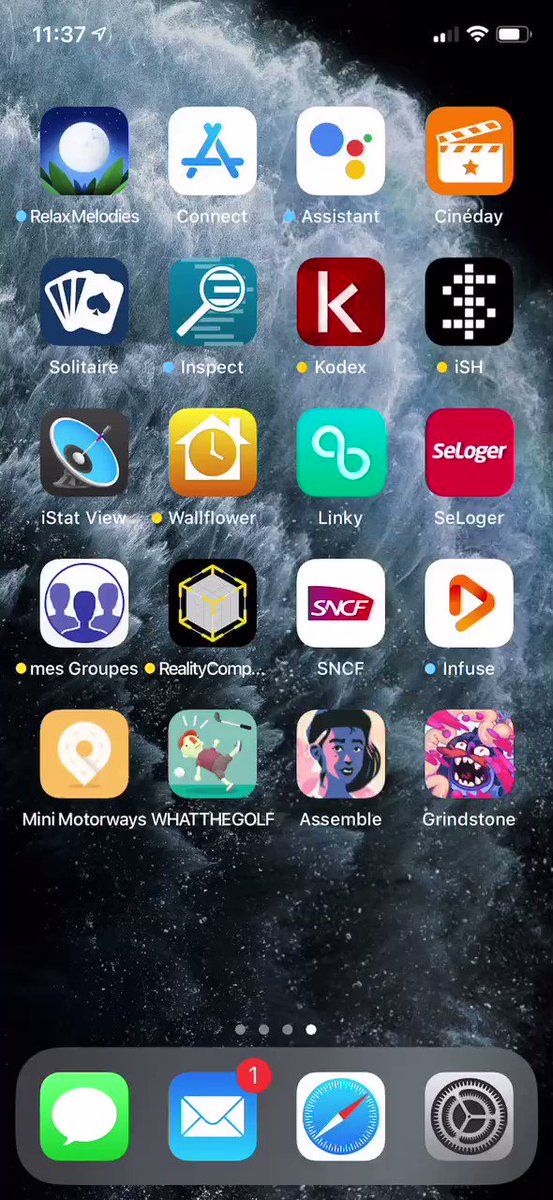 11:37
RelaxMelodies Connect Assistant Cinéday
k
Solitaire Inspect Kodex iSH
SeLoger
iStat View Wallflower Linky SeLoger
SNCF
mes Groupes RealityComp... SNCF Infuse
Mini Motorways WHATTHEGOLF Assemble Grindstone
1